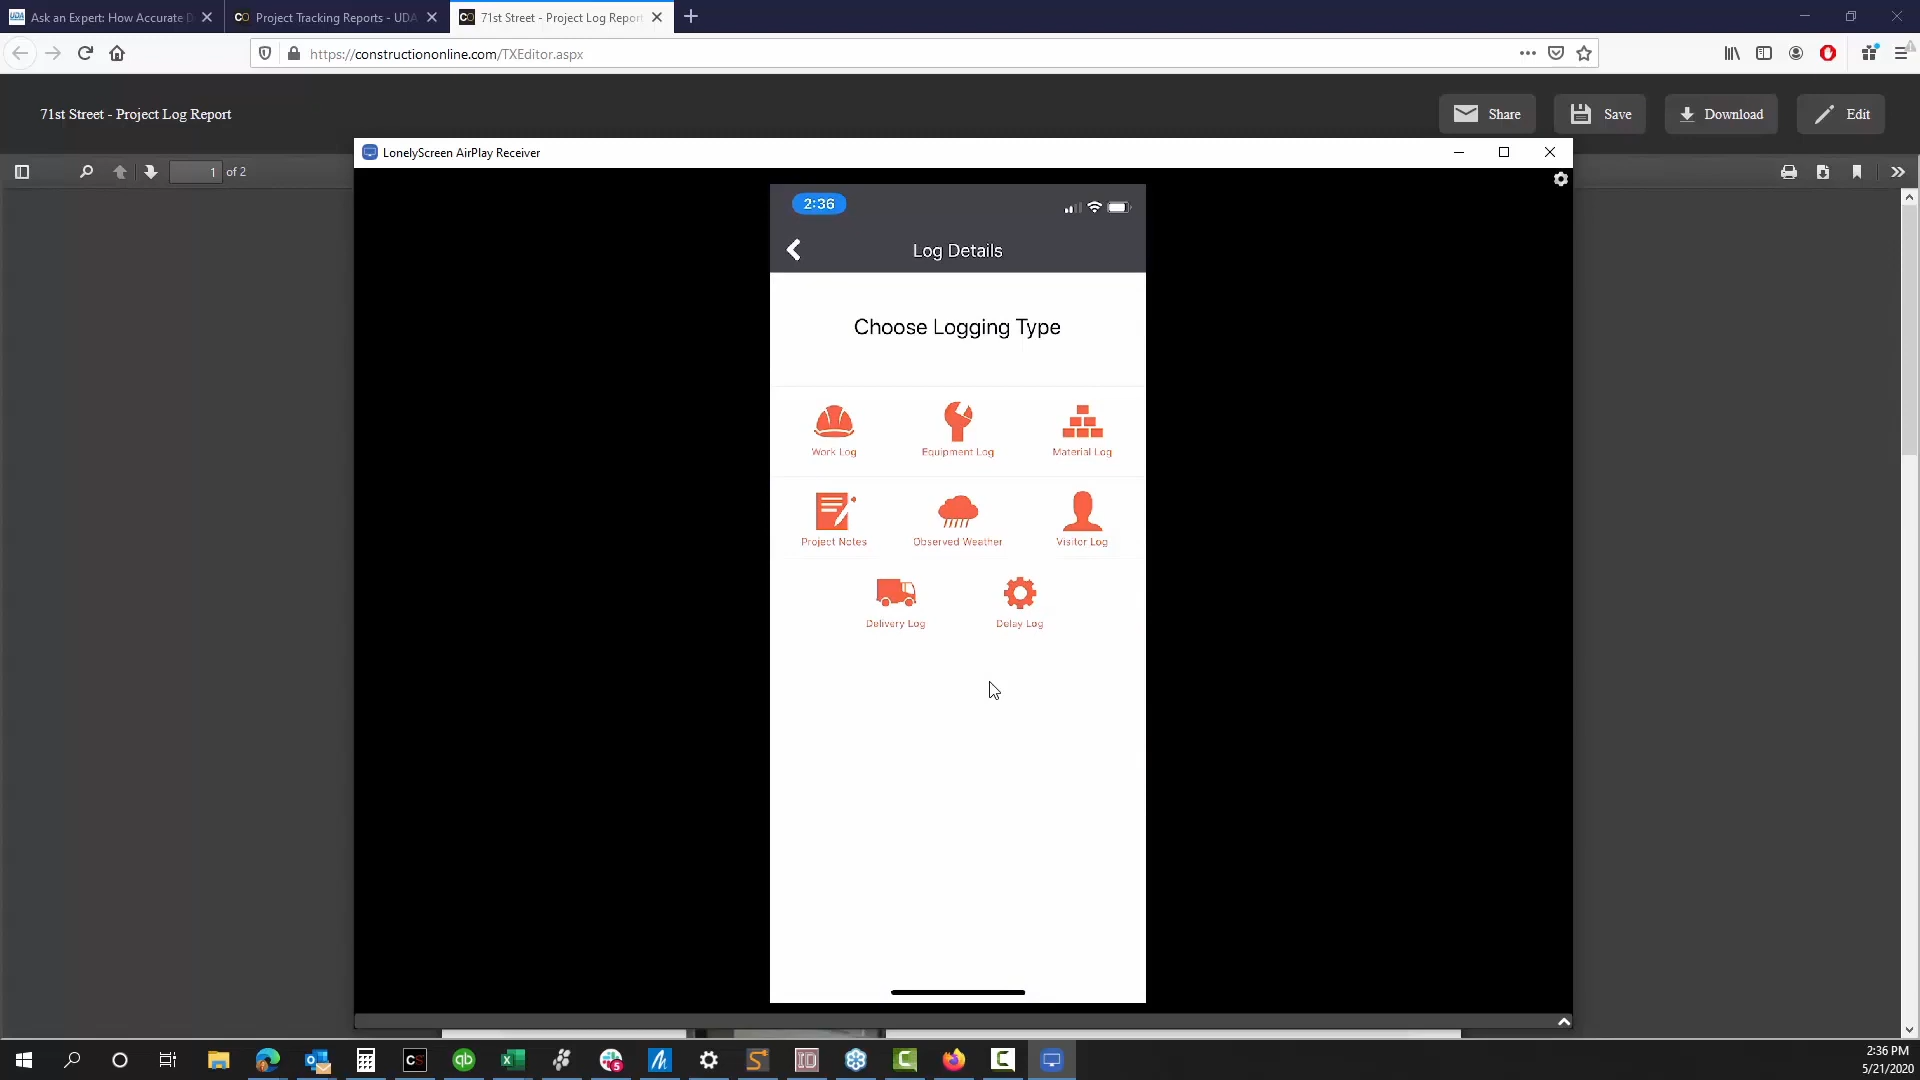 Ask an Expert: How Accurate D
Project Tracking Reports - UDA
71st Street - Project Log Report
https://constructiononline.com/TXEditor.aspx
71st Street - Project Log Report
Share
Save
Download
Edit
LonelyScreen AirPlay Receiver
1 of 2
2:36
Log Details
Choose Logging Type
Work Log
Equipment Log
Material Log
Project Notes
Observed Weather
Visitor Log
Delivery Log
Delay Log
2:36 PM
5/21/2020